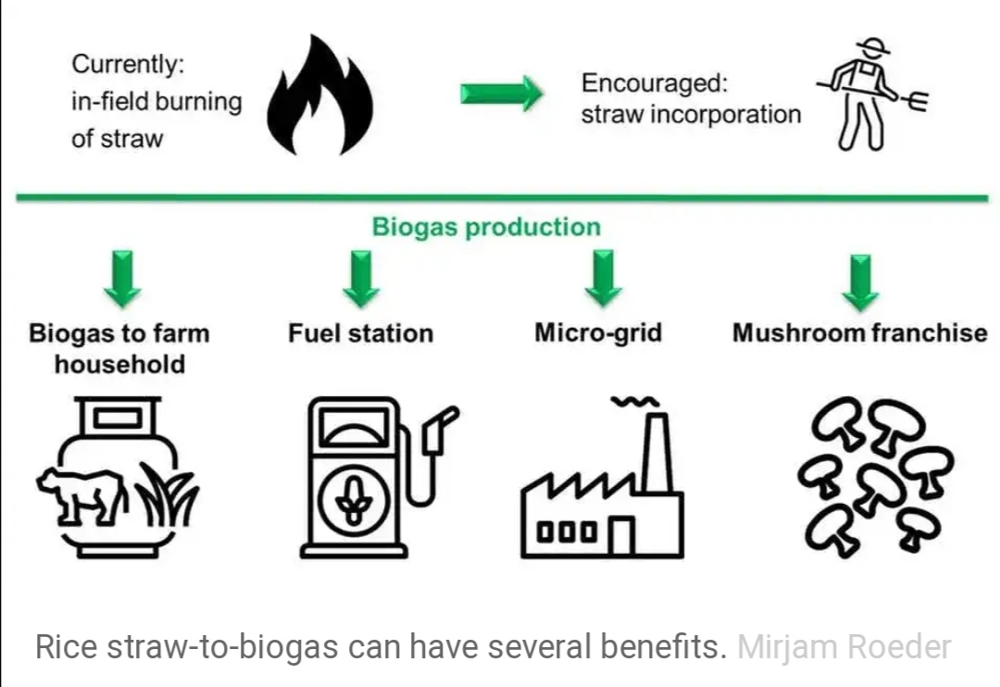 Currently:
in-field burning
of straw
Encouraged:
straw incorporation
Biogas production
Biogas to farm
household
Fuel station
Micro-grid
Mushroom franchise
Rice straw-to-biogas can have several benefits. Mirjam Roeder